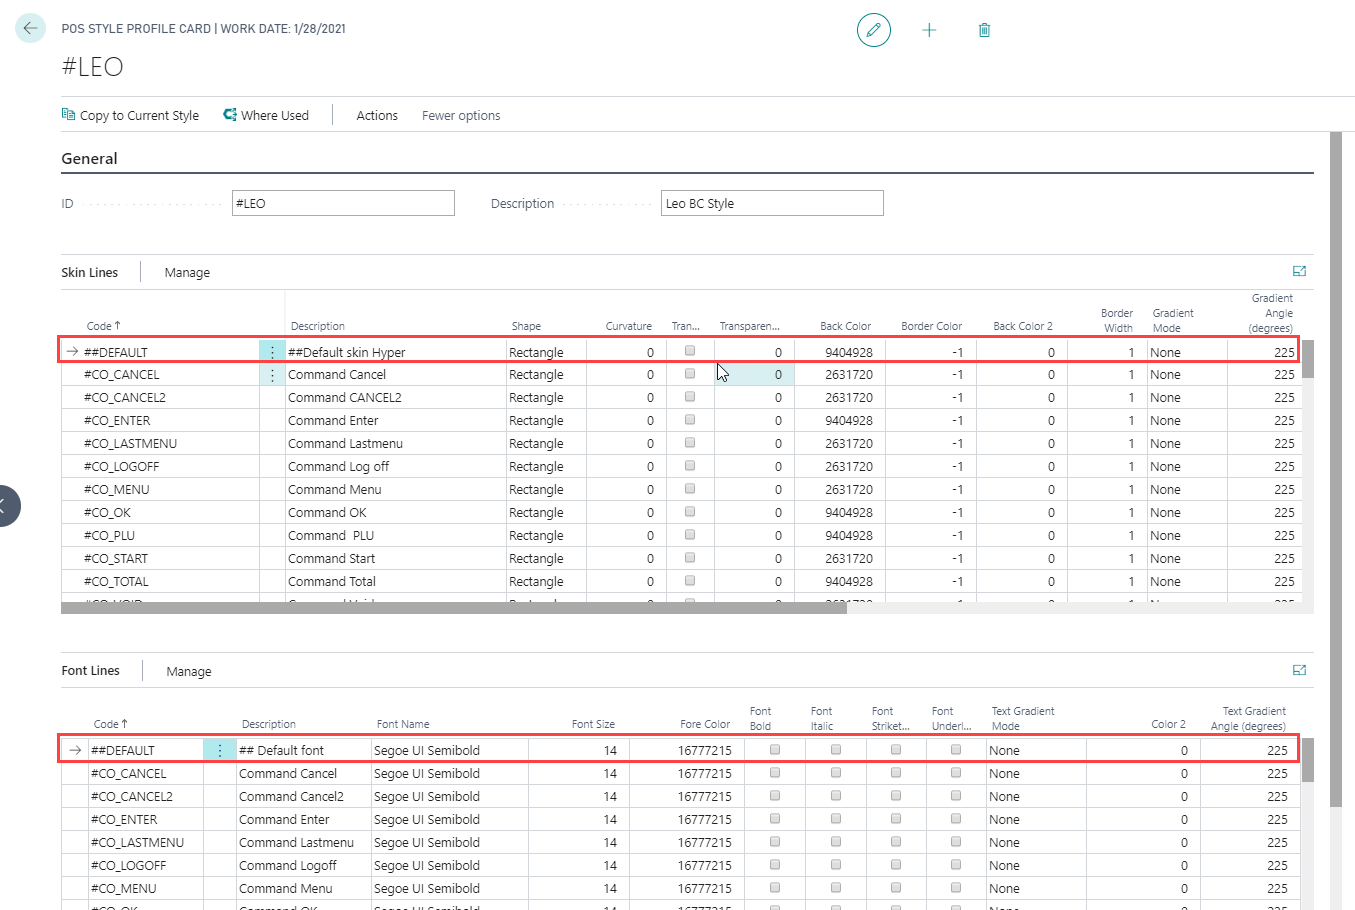 POS STYLE PROFILE CARD | WORK DATE: 1/28/2021
#LEO
Copy to Current Style Where Used Actions Fewer options
General
ID #LEO Description Leo BC Style
Skin Lines Manage
Code↑ Description Shape Curvature Tran... Transparen... Back Color Border Color Back Color 2 Border Width Gradient Mode Gradient Angle (degrees)
##DEFAULT ##Default skin Hyper Rectangle 0 0 9404928 -1 0 1 None 225
#CO_CANCEL Command Cancel Rectangle 0 0 2631720 -1 0 1 None 225
#CO_CANCEL2 Command CANCEL2 Rectangle 0 0 2631720 -1 0 1 None 225
#CO_ENTER Command Enter Rectangle 0 0 9404928 -1 0 1 None 225
#CO_LASTMENU Command Lastmenu Rectangle 0 0 2631720 -1 0 1 None 225
#CO_LOGOFF Command Log off Rectangle 0 0 2631720 -1 0 1 None 225
#CO_MENU Command Menu Rectangle 0 0 2631720 -1 0 1 None 225
#CO_OK Command OK Rectangle 0 0 9404928 -1 0 1 None 225
#CO_PLU Command PLU Rectangle 0 0 9404928 -1 0 1 None 225
#CO_START Command Start Rectangle 0 0 2631720 -1 0 1 None 225
#CO_TOTAL Command Total Rectangle 0 0 9404928 -1 0 1 None 225
Font Lines Manage
Code↑ Description Font Name Font Size Fore Color Font Bold Font Italic Font Striket... Font Underl... Text Gradient Mode Color 2 Text Gradient Angle (degrees)
##DEFAULT ## Default font Segoe UI Semibold 14 16777215 None 0 225
#CO_CANCEL Command Cancel Segoe UI Semibold 14 16777215 None 0 225
#CO_CANCEL2 Command Cancel2 Segoe UI Semibold 14 16777215 None 0 225
#CO_ENTER Command Enter Segoe UI Semibold 14 16777215 None 0 225
#CO_LASTMENU Command Lastmenu Segoe UI Semibold 14 16777215 None 0 225
#CO_LOGOFF Command Logoff Segoe UI Semibold 14 16777215 None 0 225
#CO_MENU Command Menu Segoe UI Semibold 14 16777215 None 0 225